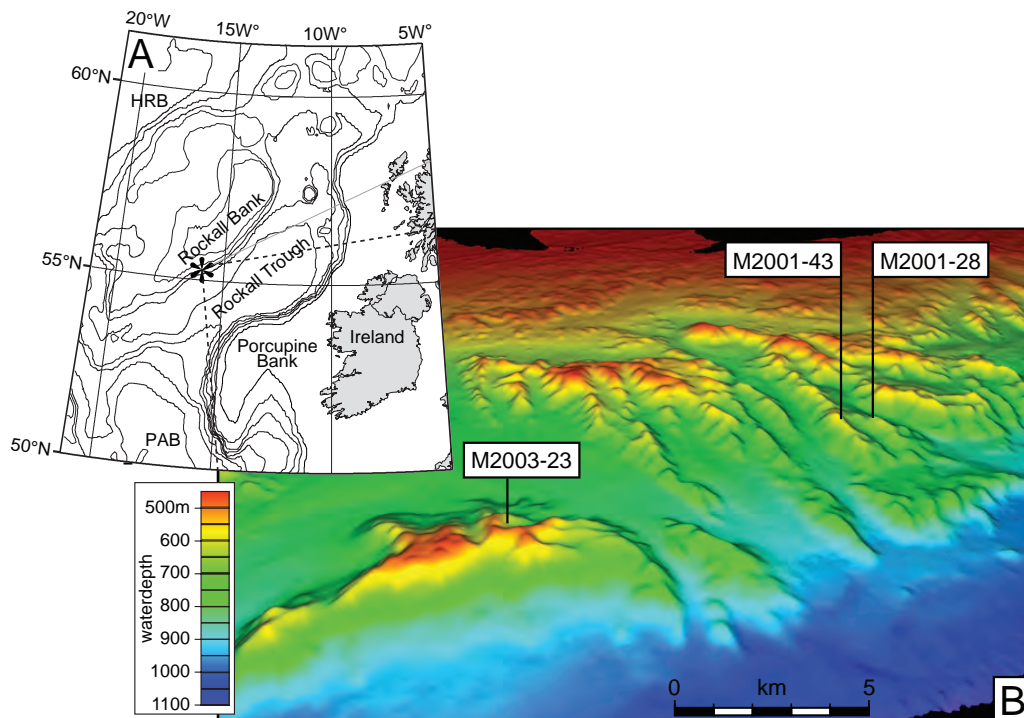 20°W
15W°
10W°
5W°
A
60°N
HRB
Rockall Bank
55°N
Rockall Trough
Ireland
Porcupine
Bank
PAB
50°N
M2001-43
M2001-28
M2003-23
500m
600
700
800
900
1000
1100
waterdepth
0
km
5
B